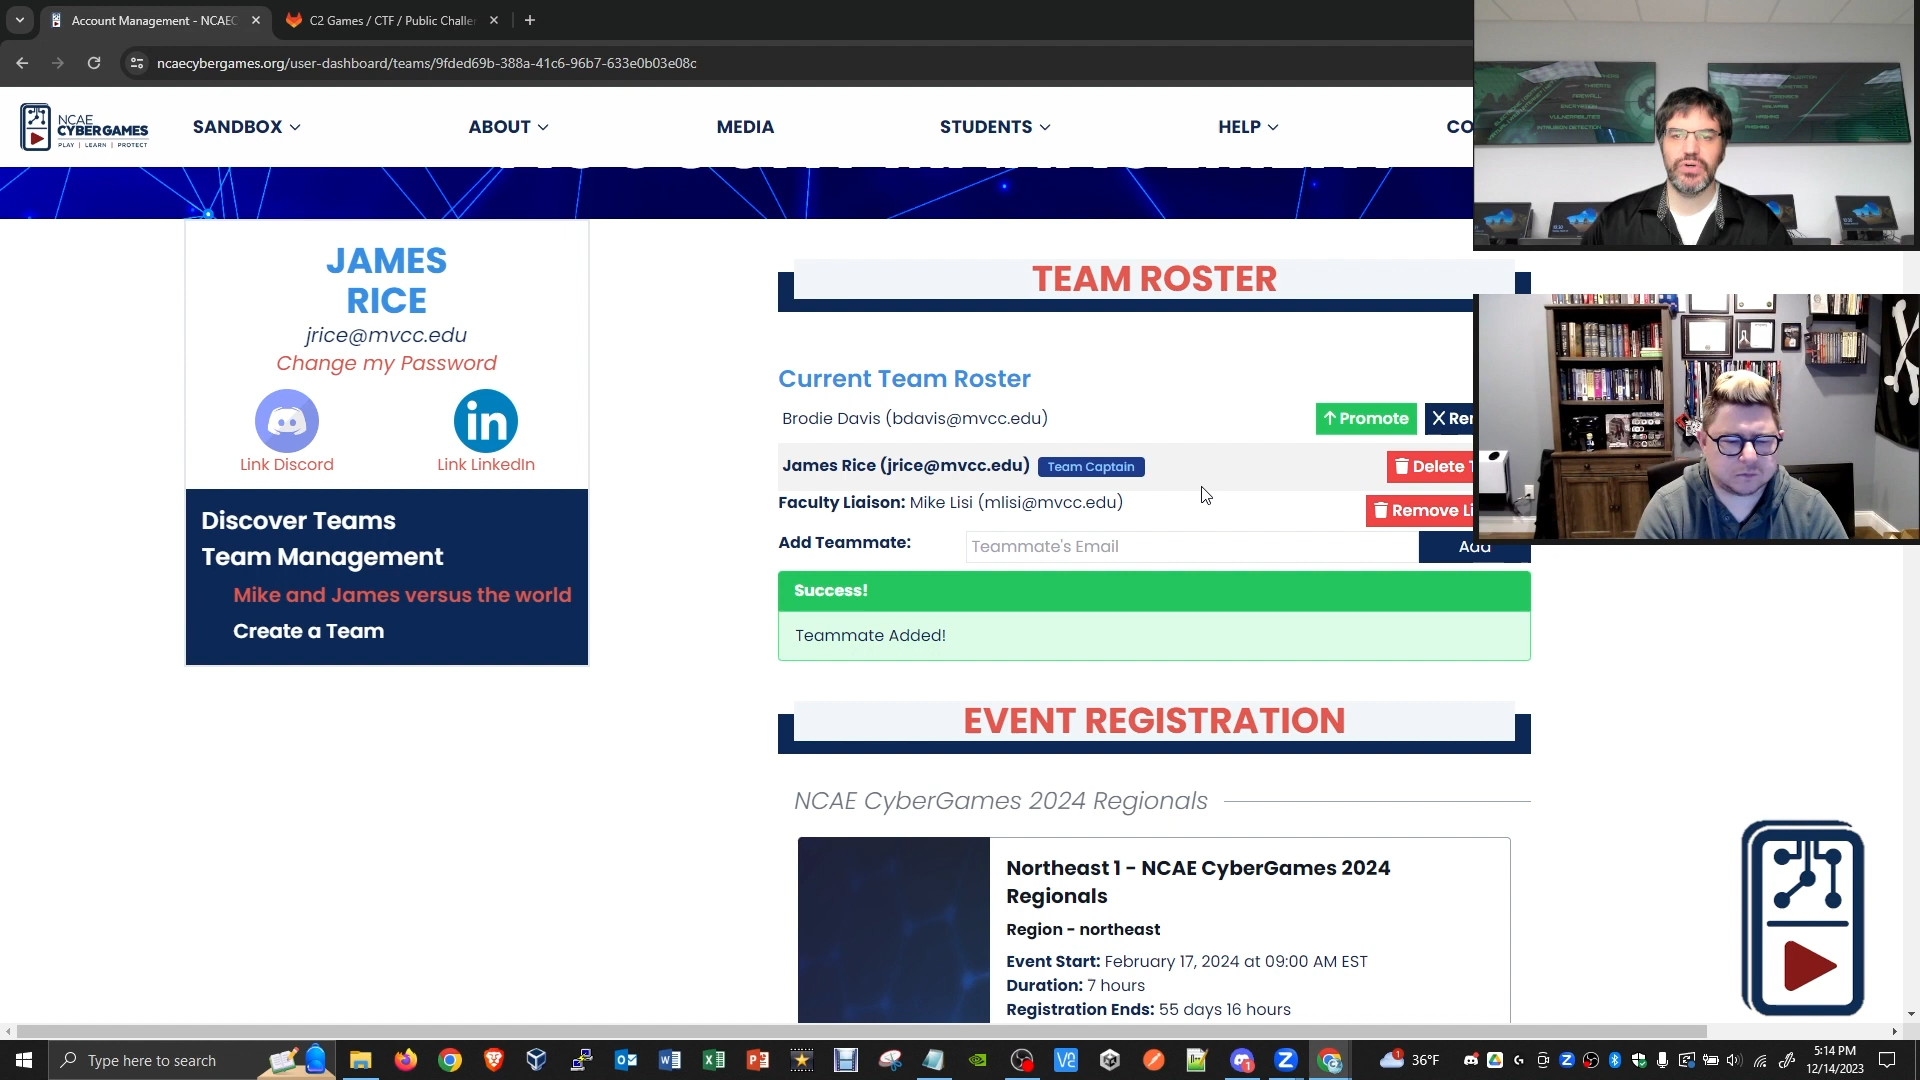 Account Management - NCAEC
C2 Games / CTF / Public Challe
ncaecybergames.org/user-dashboard/teams/9fded69b-388a-41c6-96b7-633e0b03e08c
NCAE
CYBERGAMES
PLAY | LEARN | PROTECT
SANDBOX
ABOUT
MEDIA
STUDENTS
HELP
CO
JAMES
RICE
jrice@mvcc.edu
Change my Password
Link Discord
Link LinkedIn
Discover Teams
Team Management
Mike and James versus the world
Create a Team
TEAM ROSTER
Current Team Roster
Brodie Davis (bdavis@mvcc.edu)
Promote
X Re
James Rice (jrice@mvcc.edu) Team Captain
Delete T
Faculty Liaison: Mike Lisi (mlisi@mvcc.edu)
Remove Li
Add Teammate:
Teammate's Email
Add
Success!
Teammate Added!
EVENT REGISTRATION
NCAE CyberGames 2024 Regionals
Northeast 1 - NCAE CyberGames 2024
Regionals
Region - northeast
Event Start: February 17, 2024 at 09:00 AM EST
Duration: 7 hours
Registration Ends: 55 days 16 hours
Type here to search
36°F
5:14 PM
12/14/2023